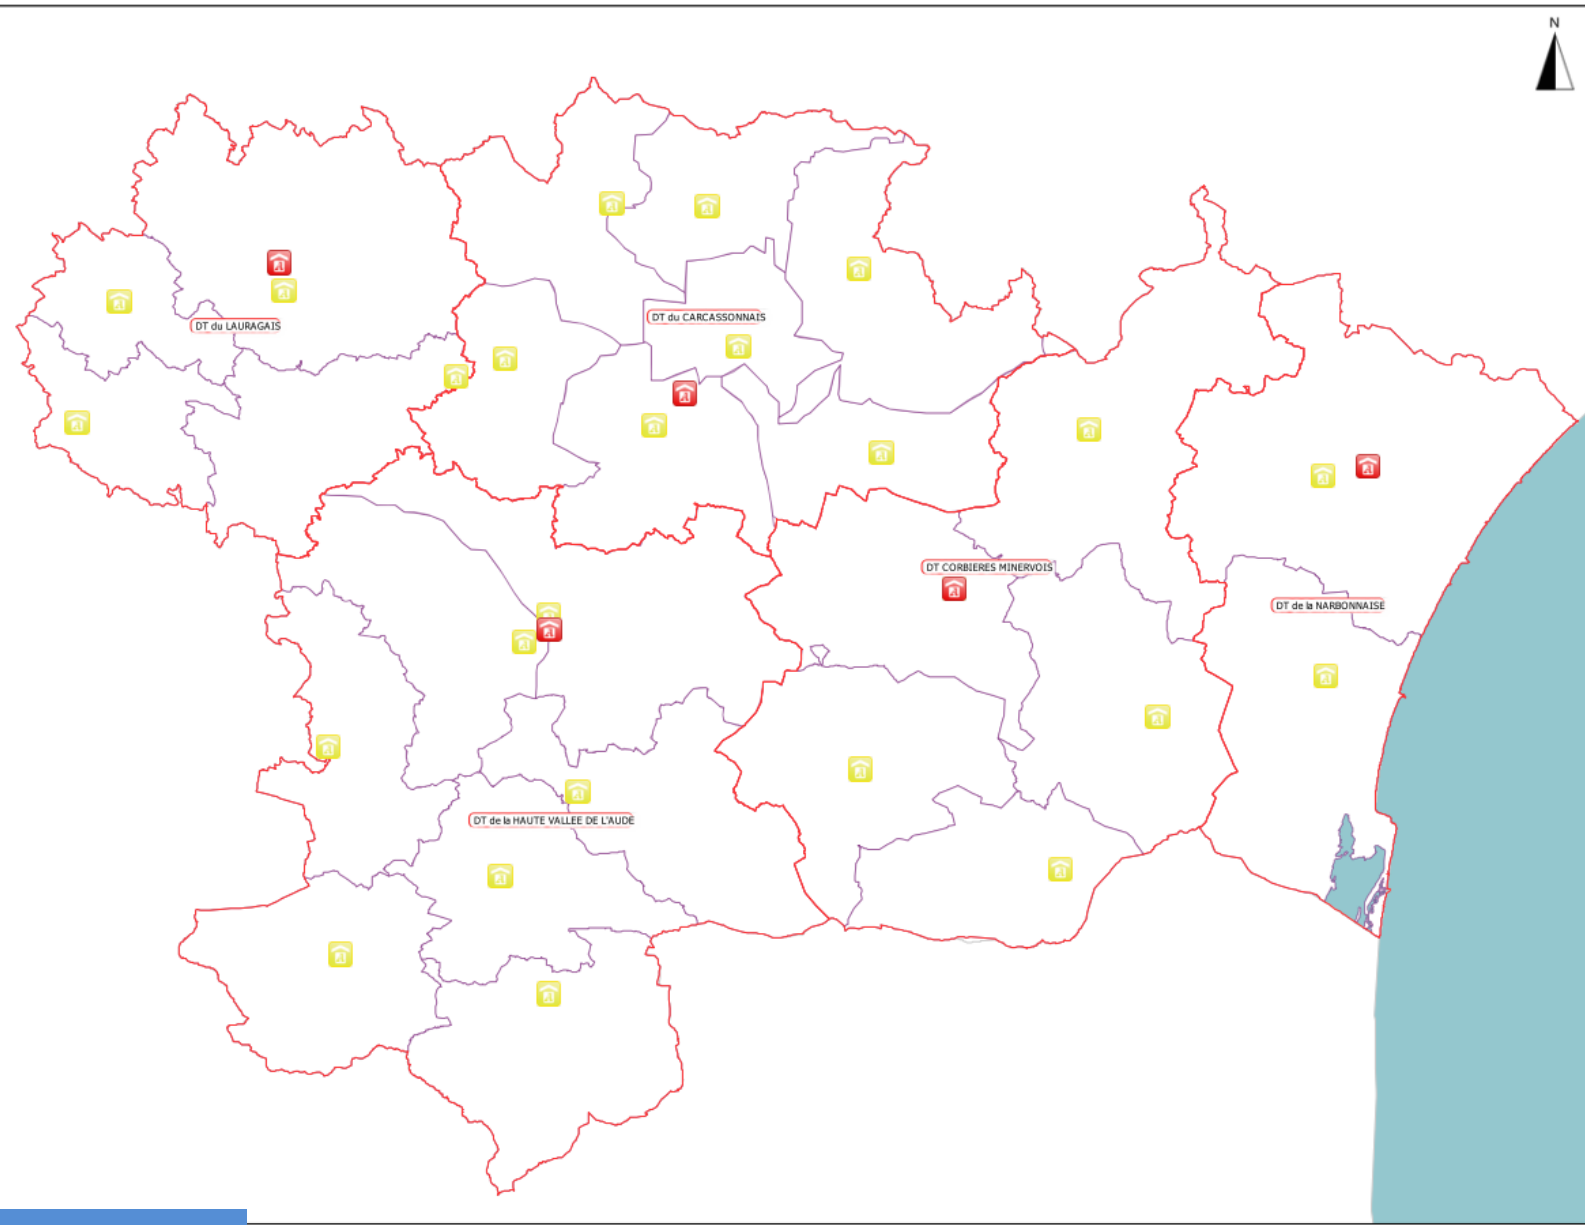 N
DT du CARCASSONNAIS
DT du LAURAGAIS
DT CORBIERES MINERVOIS
DT de la NARBONNAISE
DT de la HAUTE VALLEE DE L'AUDE